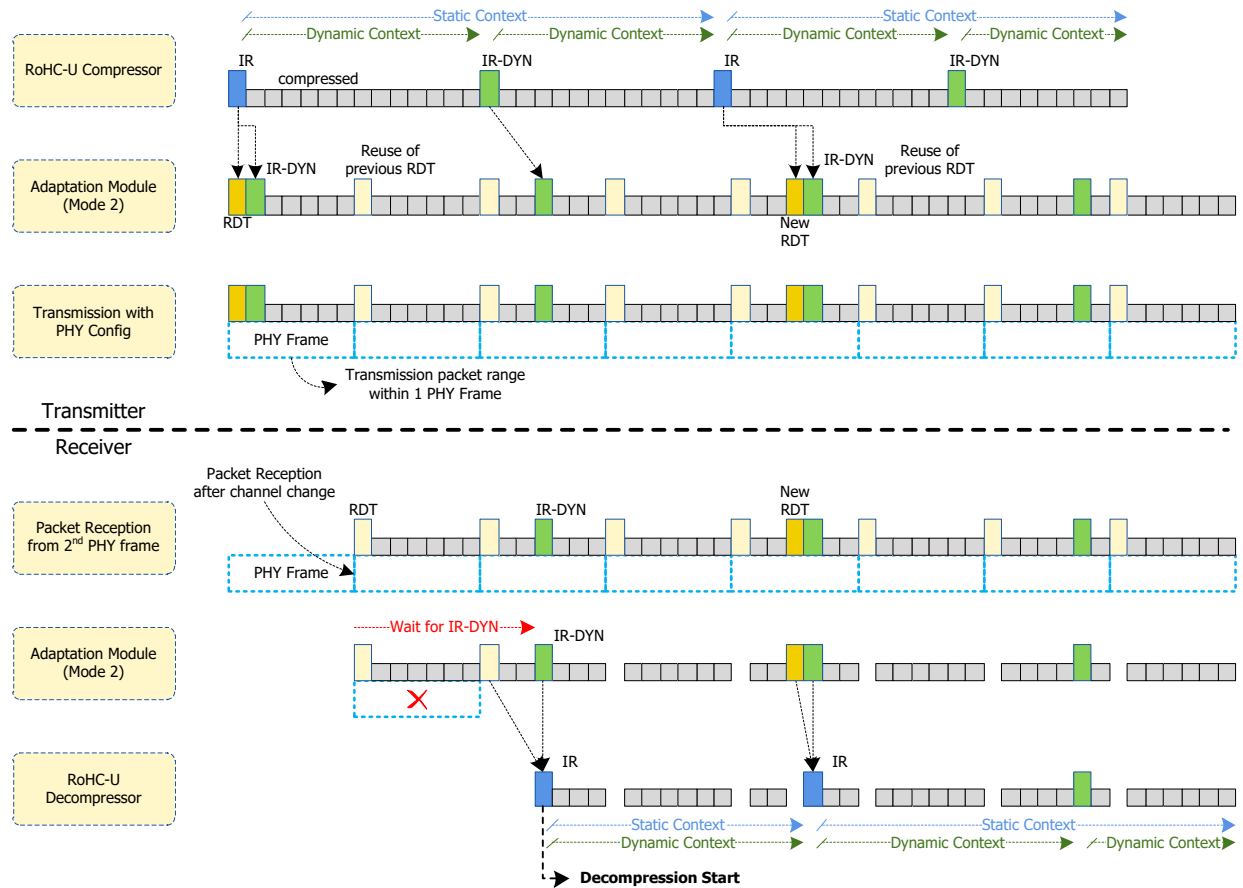 Static Context
Static Context
Dynamic Context
Dynamic Context
Dynamic Context
Dynamic Context
RoHC-U Compressor
IR
compressed
IR-DYN
IR
IR-DYN
Adaptation Module
(Mode 2)
IR-DYN
Reuse of
previous RDT
IR-DYN
Reuse of
previous RDT
RDT
New
RDT
Transmission with
PHY Config
PHY Frame
Transmission packet range
within 1 PHY Frame
Transmitter
Receiver
Packet Reception
after channel change
Packet Reception
from 2nd PHY frame
RDT
IR-DYN
New
RDT
PHY Frame
Adaptation Module
(Mode 2)
Wait for IR-DYN
IR-DYN
RoHC-U
Decompressor
IR
IR
Static Context
Static Context
Dynamic Context
Dynamic Context
Dynamic Context
Decompression Start